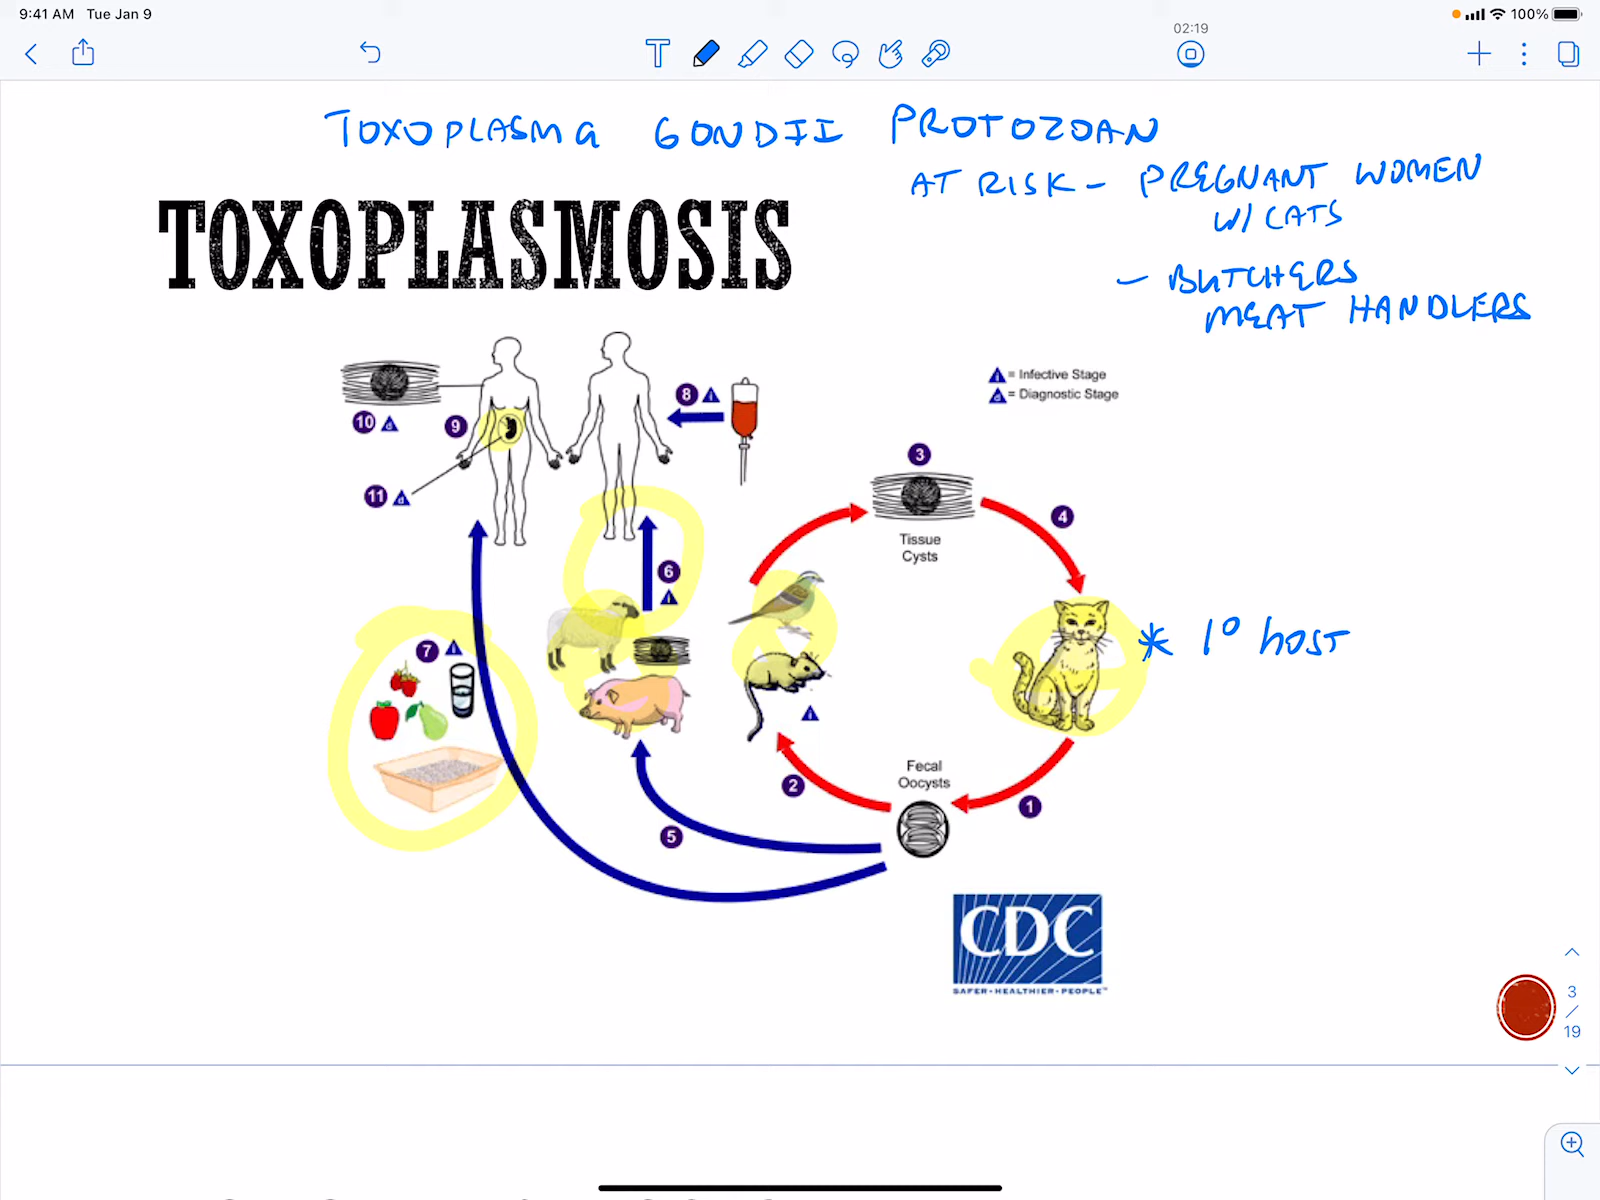 9:41 AM Tue Jan 9
100%
02:19
TOXOPLASMA GONDII PROTOZOAN
AT RISK - PREGNANT WOMEN
W/ CATS
- BUTCHERS
MEAT HANDLERS
TOXOPLASMOSIS
i = Infective Stage
d = Diagnostic Stage
8 i
10 d
9
11 d
3
Tissue
Cysts
4
6
i
7 i
* 1° HOST
i
Fecal
Oocysts
2
1
5
CDC
SAFER • HEALTHIER • PEOPLE™
3
/
19